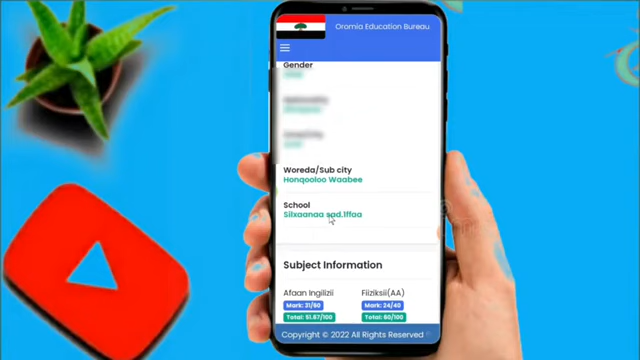 Oromia Education Bureau
Gender
Woreda/Sub city
Honqooloo Waabee
School
Silxaanaa sad.1ffaa
Subject Information
Afaan Ingilizii
Fiiziksii(AA)
Mark: 31/60
Mark: 24/40
Total: 51.67/100
Total: 60/100
Copyright © 2022 All Rights Reserved